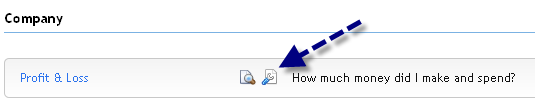 Company
Profit & Loss How much money did I make and spend?